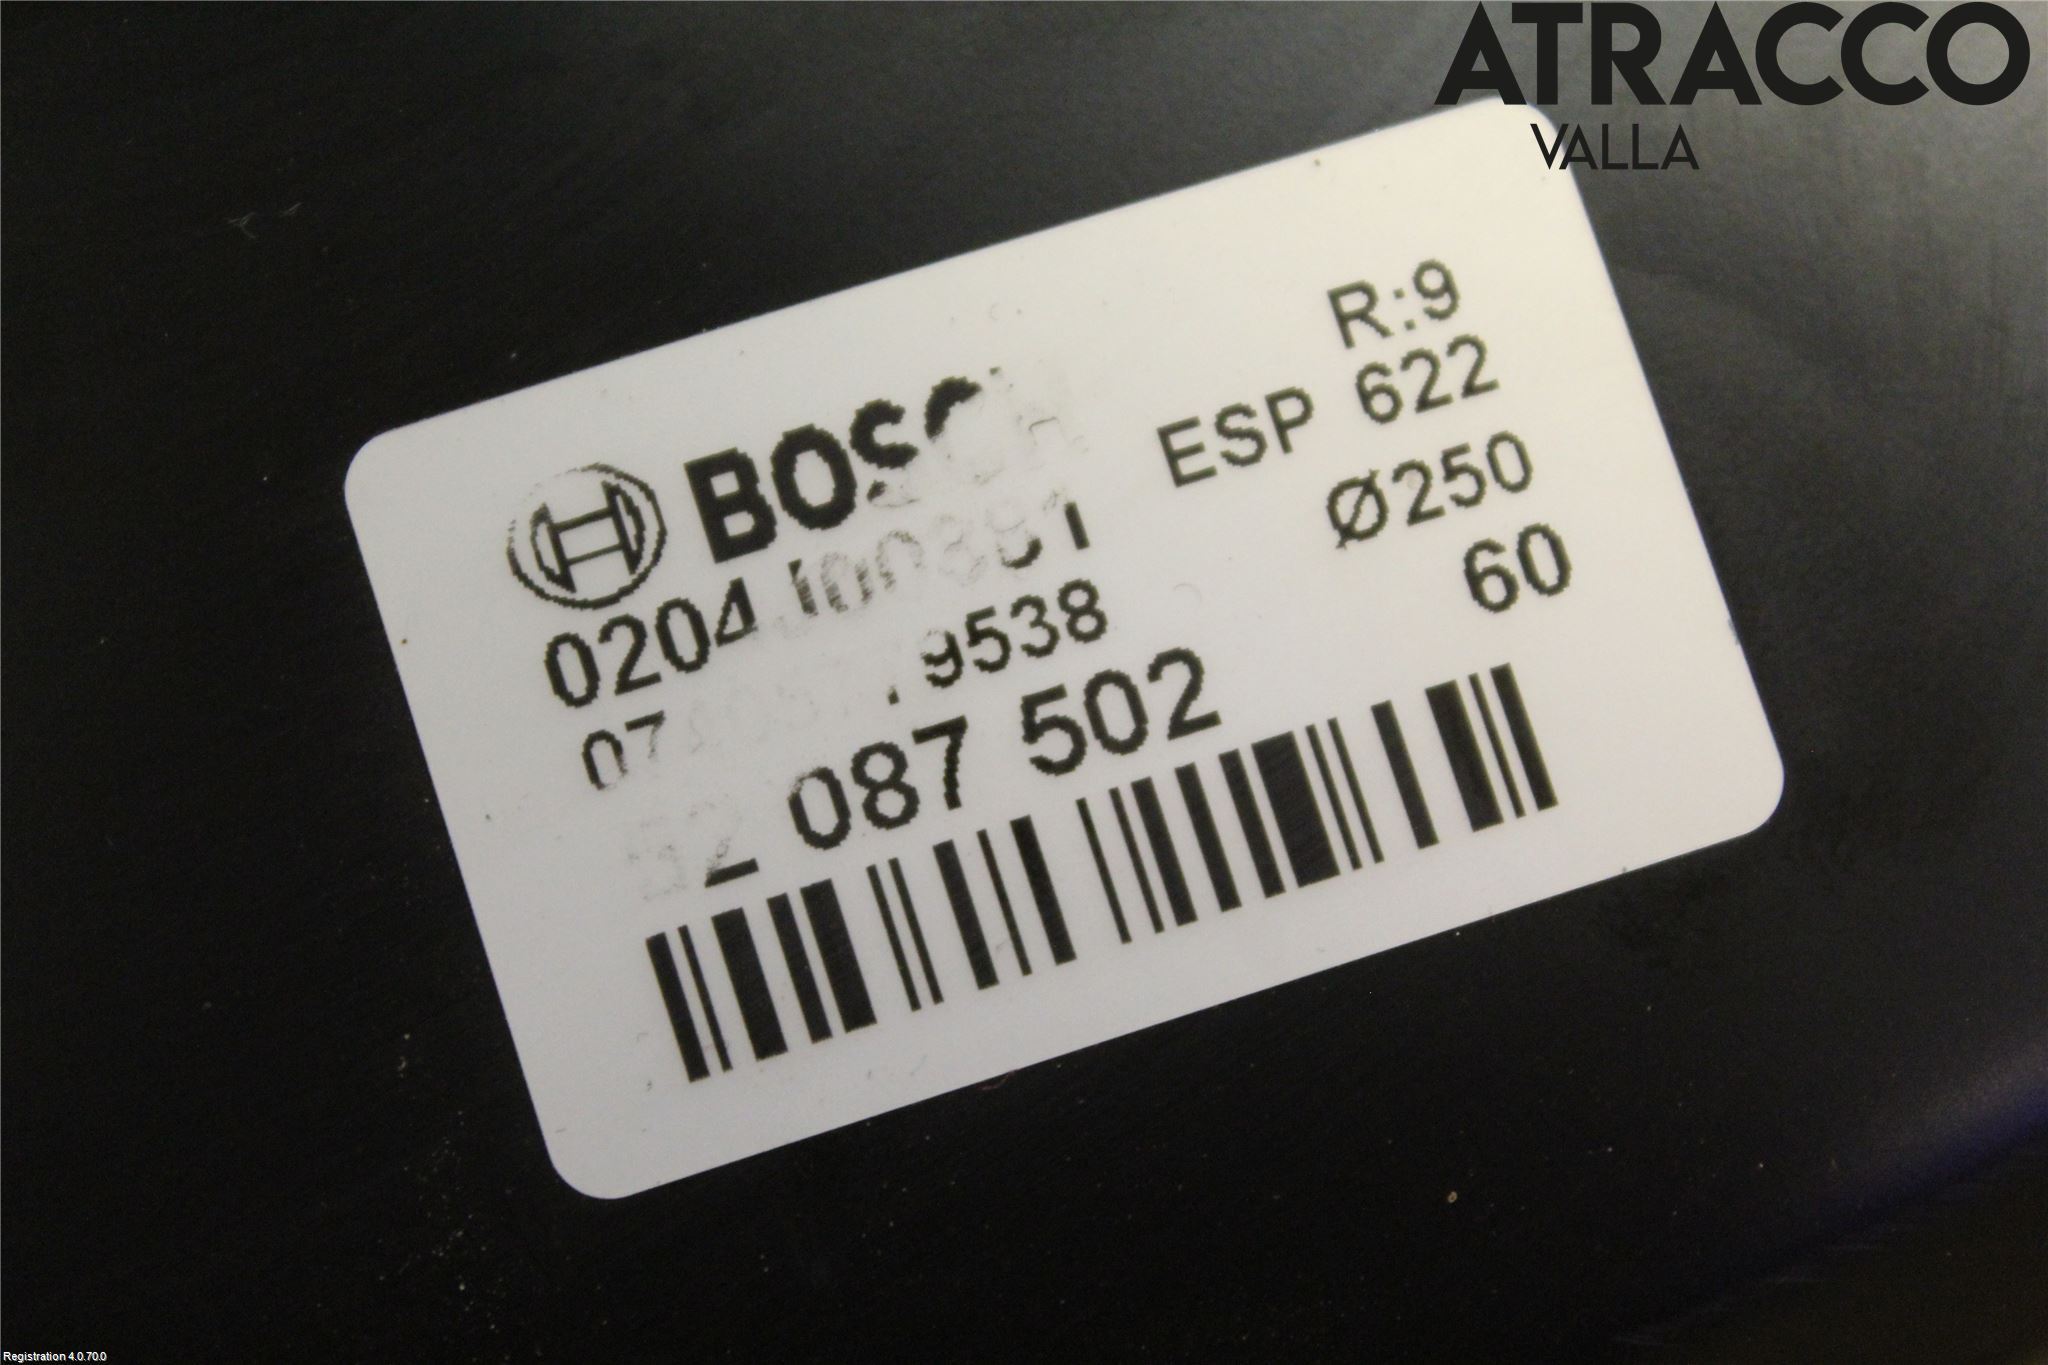 ATRACCO
VALLA
R:9
BOSCH
ESP 622
Ø250
9538
60
087 502
Registration 4.0.70.0